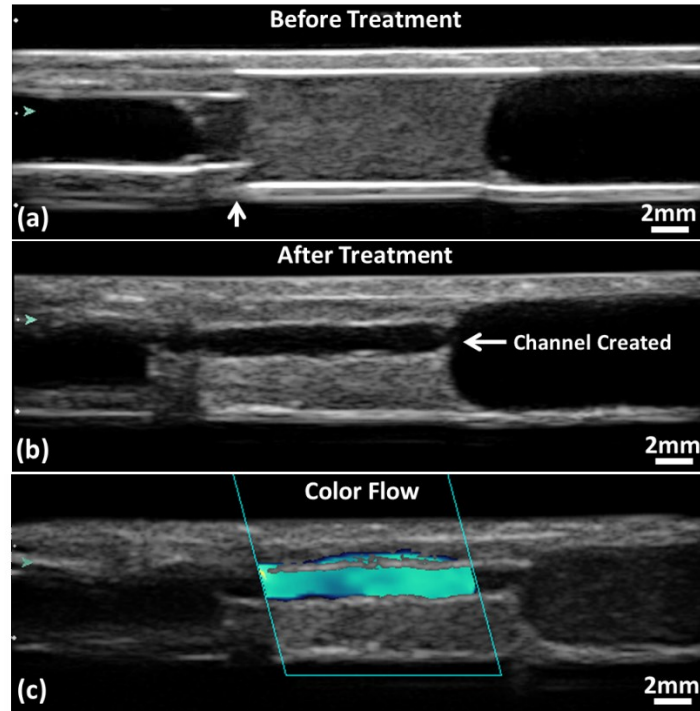 Before Treatment
(a)
2mm
After Treatment
Channel Created
(b)
2mm
Color Flow
(c)
2mm